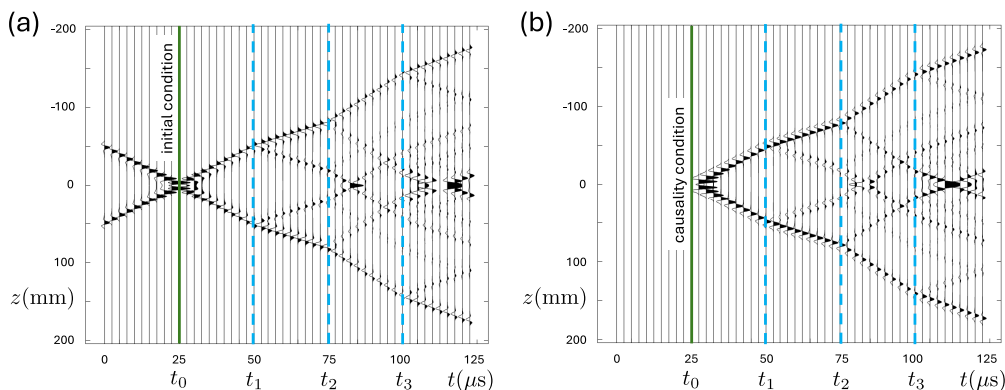 (a)
-200
-100
0
100
z(mm)
200
initial condition
0 25 50 75 100 125
t₀ t₁ t₂ t₃ t(μs)
(b)
-200
-100
0
100
z(mm)
200
causality condition
0 25 50 75 100 125
t₀ t₁ t₂ t₃ t(μs)